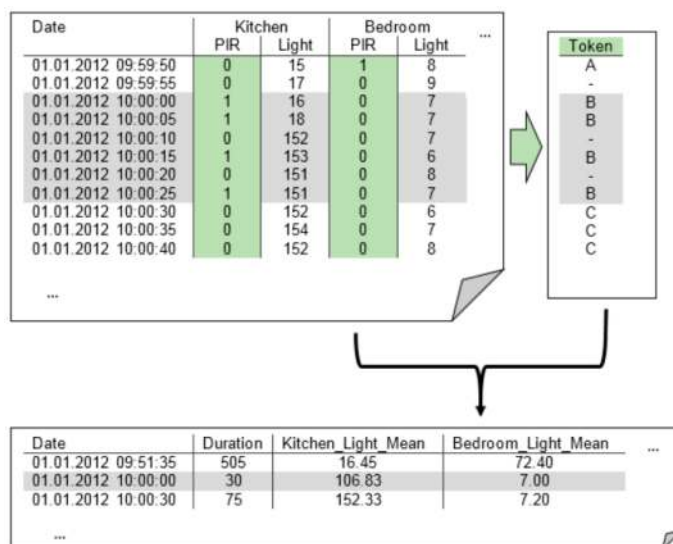 Date Kitchen Bedroom ...
PIR Light PIR Light
01.01.2012 09:59:50 0 15 1 8
01.01.2012 09:59:55 0 17 0 9
01.01.2012 10:00:00 1 16 0 7
01.01.2012 10:00:05 1 18 0 7
01.01.2012 10:00:10 0 152 0 7
01.01.2012 10:00:15 1 153 0 6
01.01.2012 10:00:20 0 151 0 8
01.01.2012 10:00:25 1 151 0 7
01.01.2012 10:00:30 0 152 0 6
01.01.2012 10:00:35 0 154 0 7
01.01.2012 10:00:40 0 152 0 8
...
Token
A
-
B
B
-
B
-
B
C
C
C
Date Duration Kitchen_Light_Mean Bedroom_Light_Mean ...
01.01.2012 09:51:35 505 16.45 72.40
01.01.2012 10:00:00 30 106.83 7.00
01.01.2012 10:00:30 75 152.33 7.20
...